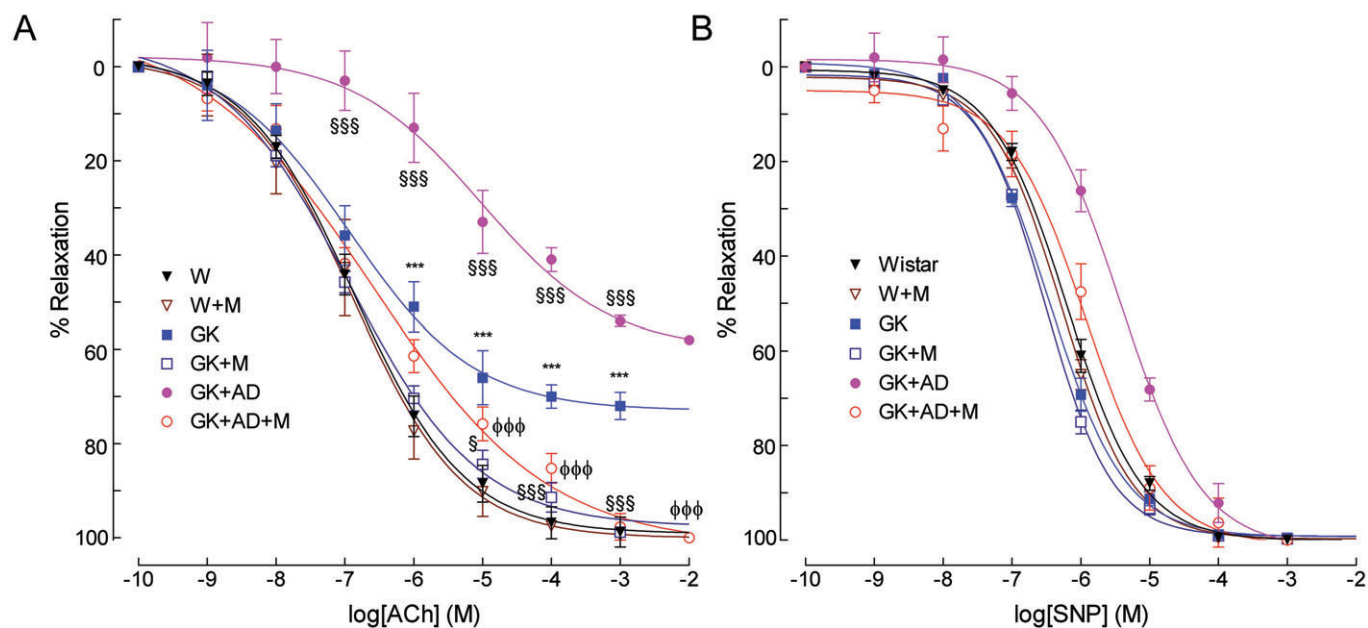 A
0
20
40
60
80
100
% Relaxation
-10 -9 -8 -7 -6 -5 -4 -3 -2
log[ACh] (M)
W
W+M
GK
GK+M
GK+AD
GK+AD+M
§§§
§§§
§§§
§§§
§§§
***
***
***
***
§
ϕϕϕ
ϕϕϕ
§§§
§§§
ϕϕϕ
B
0
20
40
60
80
100
% Relaxation
-10 -9 -8 -7 -6 -5 -4 -3 -2
log[SNP] (M)
Wistar
W+M
GK
GK+M
GK+AD
GK+AD+M